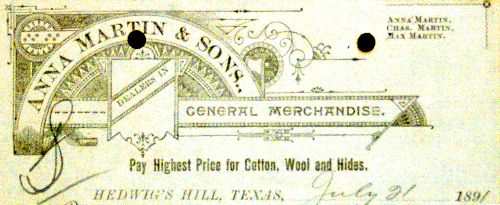 ANNA MARTIN & SONS.,
ANNA MARTIN,
CHAS. MARTIN,
MAX MARTIN.
DEALERS IN
GENERAL MERCHANDISE.
Pay Highest Price for Cotton, Wool and Hides.
HEDWIG'S HILL, TEXAS, July 21 1891